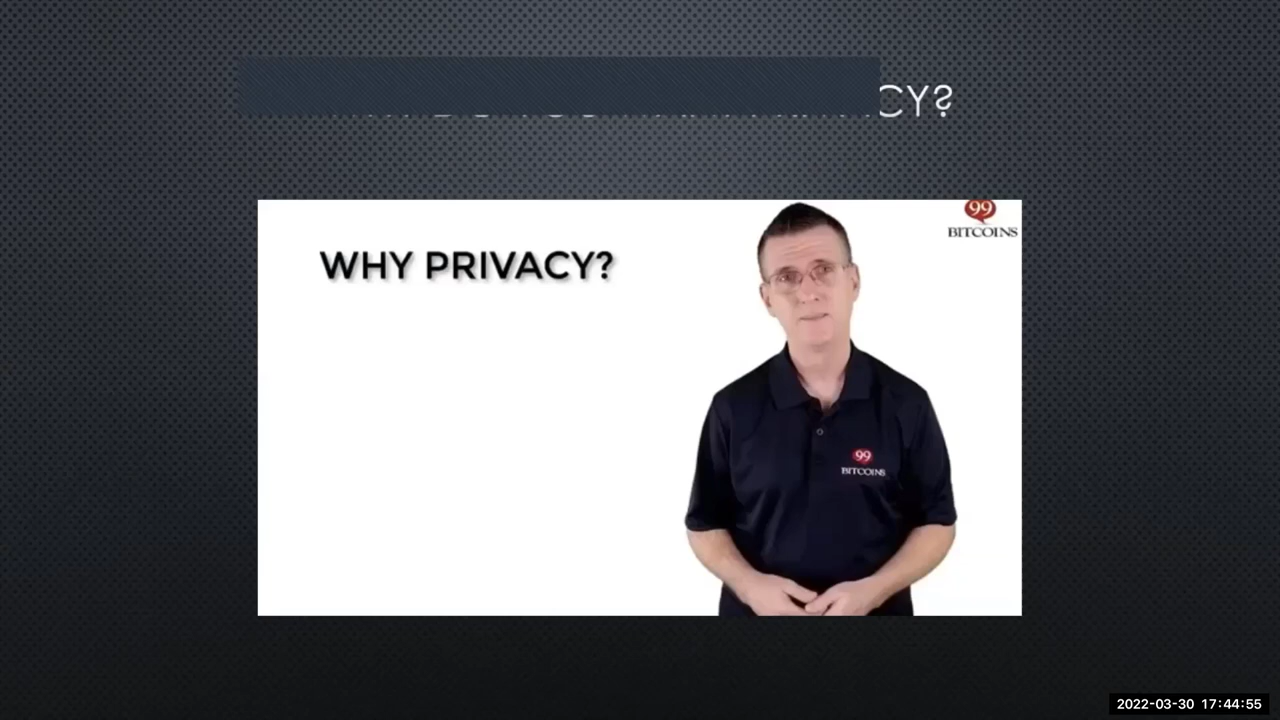 CY?
WHY PRIVACY?
99
BITCOINS
99
BITCOINS
2022-03-30 17:44:55